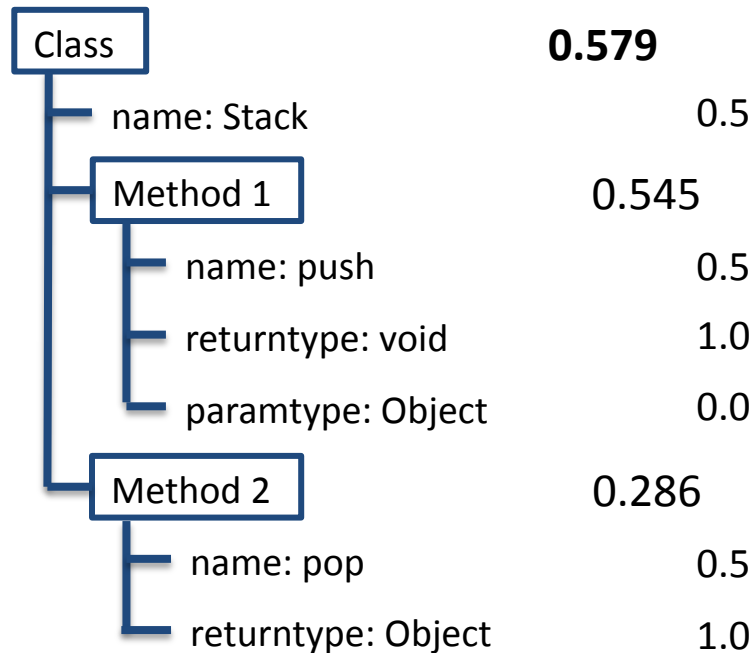 Class 0.579
name: Stack 0.5
Method 1 0.545
name: push 0.5
returntype: void 1.0
paramtype: Object 0.0
Method 2 0.286
name: pop 0.5
returntype: Object 1.0